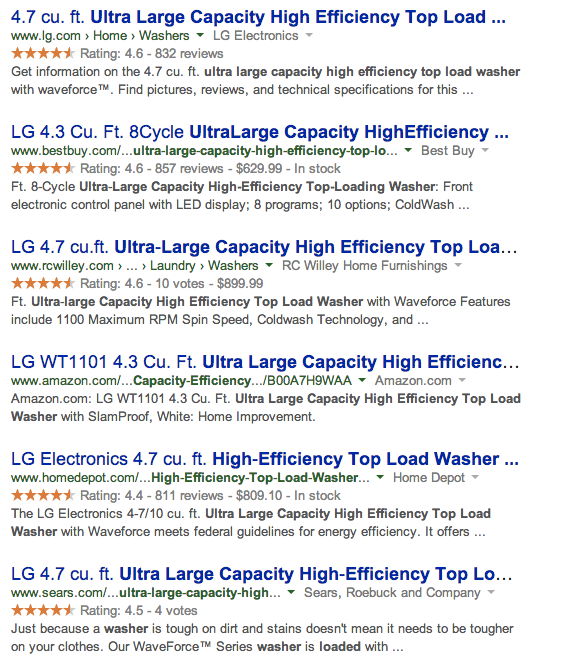 4.7 cu. ft. Ultra Large Capacity High Efficiency Top Load ...
www.lg.com › Home › Washers ▼ LG Electronics ▼
Rating: 4.6 - 832 reviews
Get information on the 4.7 cu. ft. ultra large capacity high efficiency top load washer
with waveforce™. Find pictures, reviews, and technical specifications for this ...
LG 4.3 Cu. Ft. 8Cycle UltraLarge Capacity HighEfficiency ...
www.bestbuy.com/...ultra-large-capacity-high-efficiency-top-lo... ▼ Best Buy ▼
Rating: 4.6 - 857 reviews - $629.99 - In stock
Ft. 8-Cycle Ultra-Large Capacity High-Efficiency Top-Loading Washer: Front
electronic control panel with LED display; 8 programs; 10 options; ColdWash ...
LG 4.7 cu.ft. Ultra-Large Capacity High Efficiency Top Loa...
www.rcwilley.com › ... › Laundry › Washers ▼ RC Willey Home Furnishings ▼
Rating: 4.6 - 10 votes - $899.99
Ft. Ultra-large Capacity High Efficiency Top Load Washer with Waveforce Features
include 1100 Maximum RPM Spin Speed, Coldwash Technology, and ...
LG WT1101 4.3 Cu. Ft. Ultra Large Capacity High Efficienc...
www.amazon.com/...Capacity-Efficiency.../B00A7H9WAA ▼ Amazon.com ▼
Amazon.com: LG WT1101 4.3 Cu. Ft. Ultra Large Capacity High Efficiency Top Load
Washer with SlamProof, White: Home Improvement.
LG Electronics 4.7 cu. ft. High-Efficiency Top Load Washer ...
www.homedepot.com/...High-Efficiency-Top-Load-Washer... ▼ Home Depot ▼
Rating: 4.4 - 811 reviews - $809.10 - In stock
The LG Electronics 4-7/10 cu. ft. Ultra Large Capacity High Efficiency Top Load
Washer with Waveforce meets federal guidelines for energy efficiency. It offers ...
LG 4.7 cu. ft. Ultra Large Capacity High-Efficiency Top Lo...
www.sears.com/...ultra-large-capacity-high... ▼ Sears, Roebuck and Company ▼
Rating: 4.5 - 4 votes
Just because a washer is tough on dirt and stains doesn't mean it needs to be tougher
on your clothes. Our WaveForce™ Series washer is loaded with ...